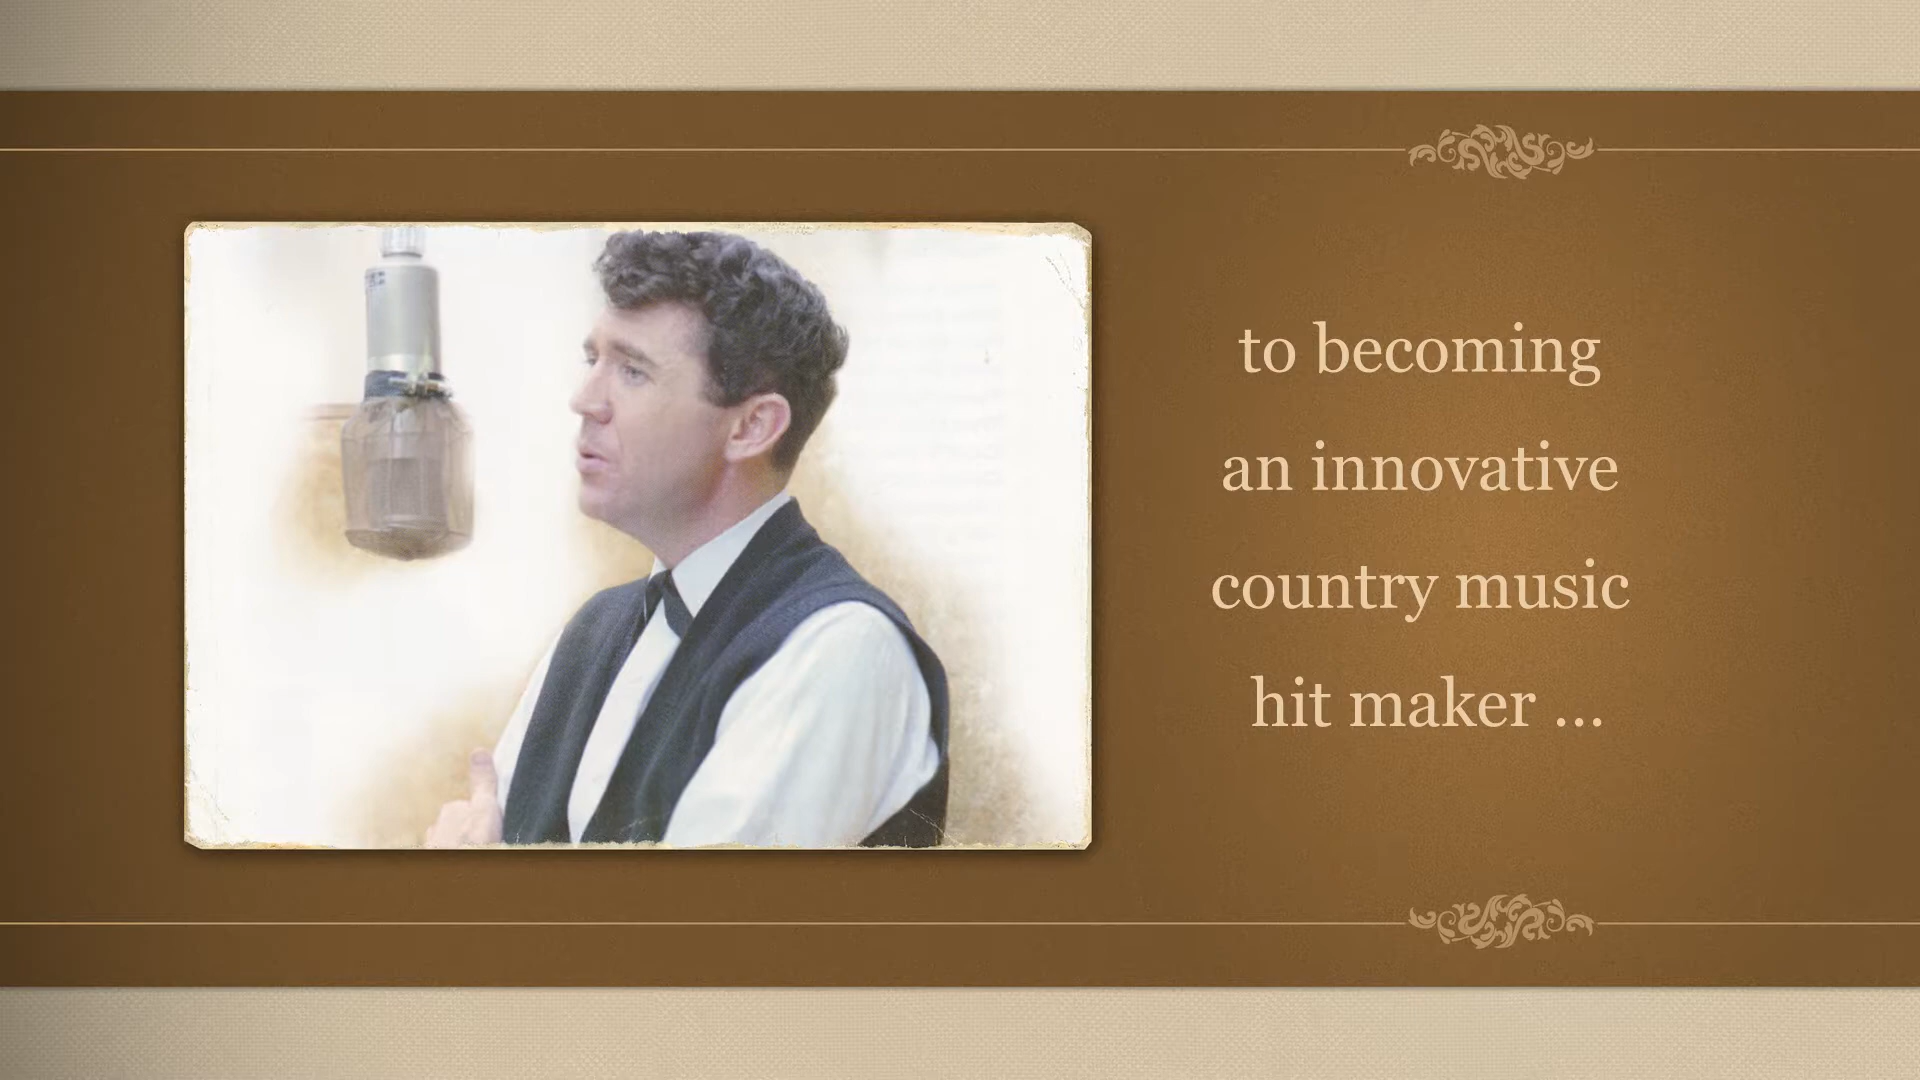 to becoming
an innovative
country music
hit maker ...